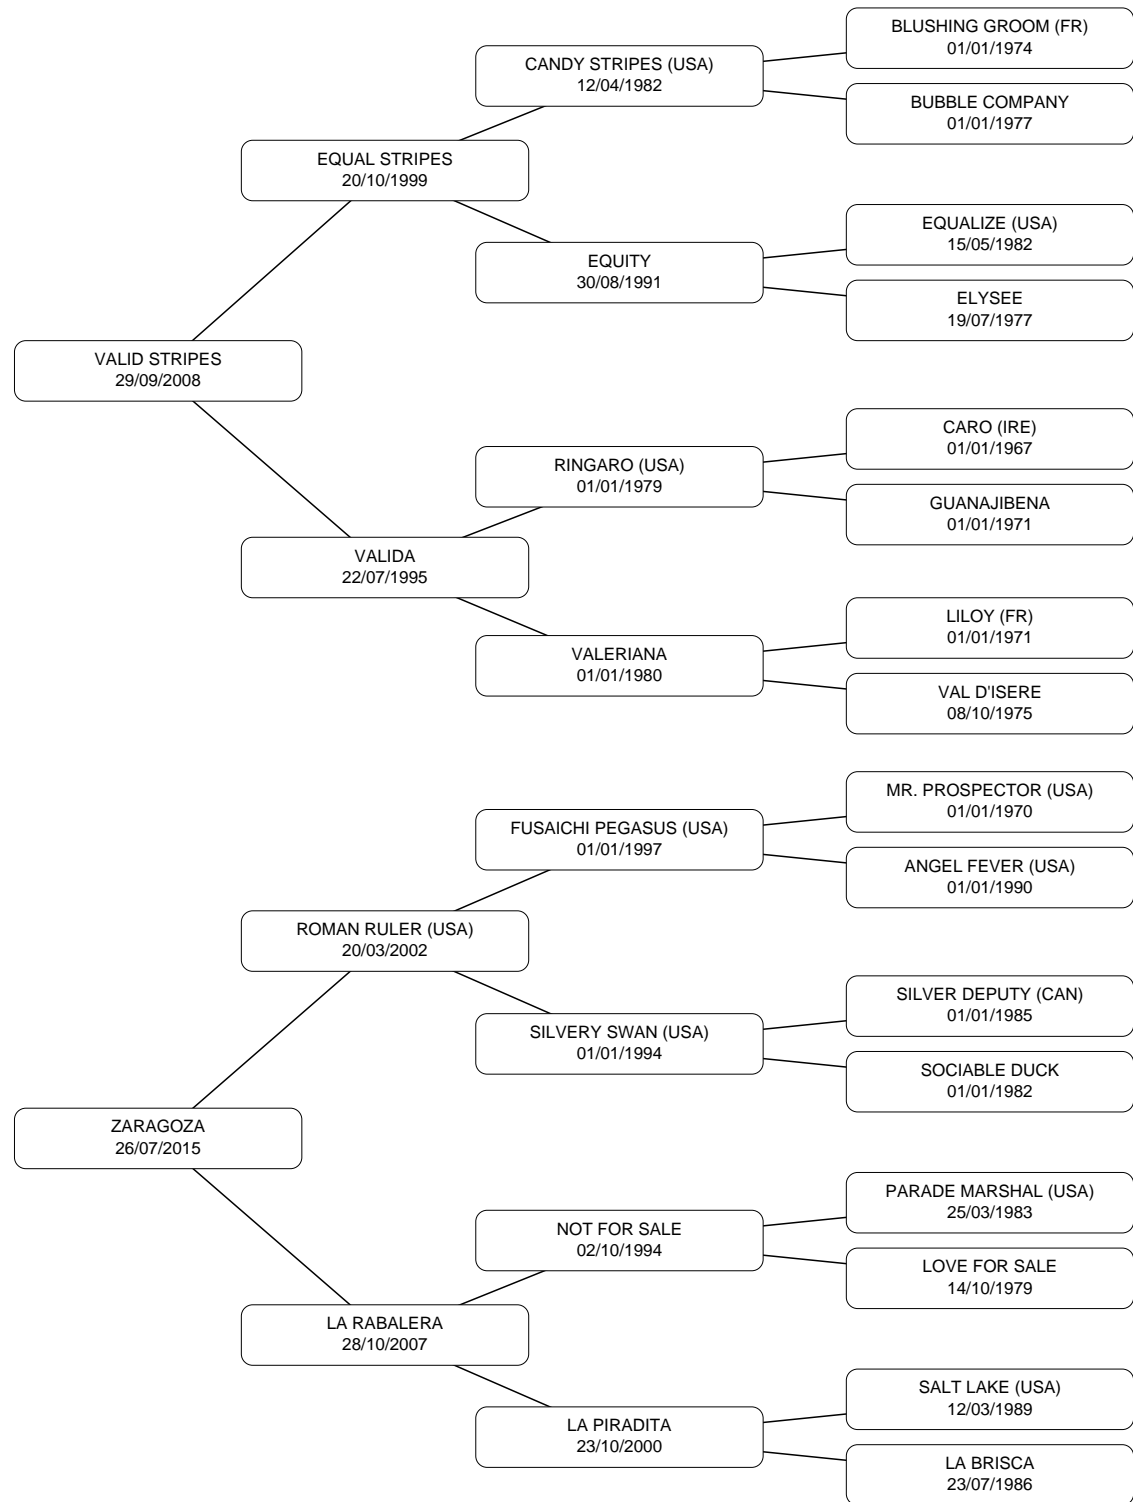 BLUSHING GROOM (FR)
01/01/1974
CANDY STRIPES (USA)
12/04/1982
BUBBLE COMPANY
01/01/1977
EQUAL STRIPES
20/10/1999
EQUALIZE (USA)
15/05/1982
EQUITY
30/08/1991
ELYSEE
19/07/1977
VALID STRIPES
29/09/2008
CARO (IRE)
01/01/1967
RINGARO (USA)
01/01/1979
GUANAJIBENA
01/01/1971
VALIDA
22/07/1995
LILOY (FR)
01/01/1971
VALERIANA
01/01/1980
VAL D'ISERE
08/10/1975
MR. PROSPECTOR (USA)
01/01/1970
FUSAICHI PEGASUS (USA)
01/01/1997
ANGEL FEVER (USA)
01/01/1990
ROMAN RULER (USA)
20/03/2002
SILVER DEPUTY (CAN)
01/01/1985
SILVERY SWAN (USA)
01/01/1994
SOCIABLE DUCK
01/01/1982
ZARAGOZA
26/07/2015
PARADE MARSHAL (USA)
25/03/1983
NOT FOR SALE
02/10/1994
LOVE FOR SALE
14/10/1979
LA RABALERA
28/10/2007
SALT LAKE (USA)
12/03/1989
LA PIRADITA
23/10/2000
LA BRISCA
23/07/1986